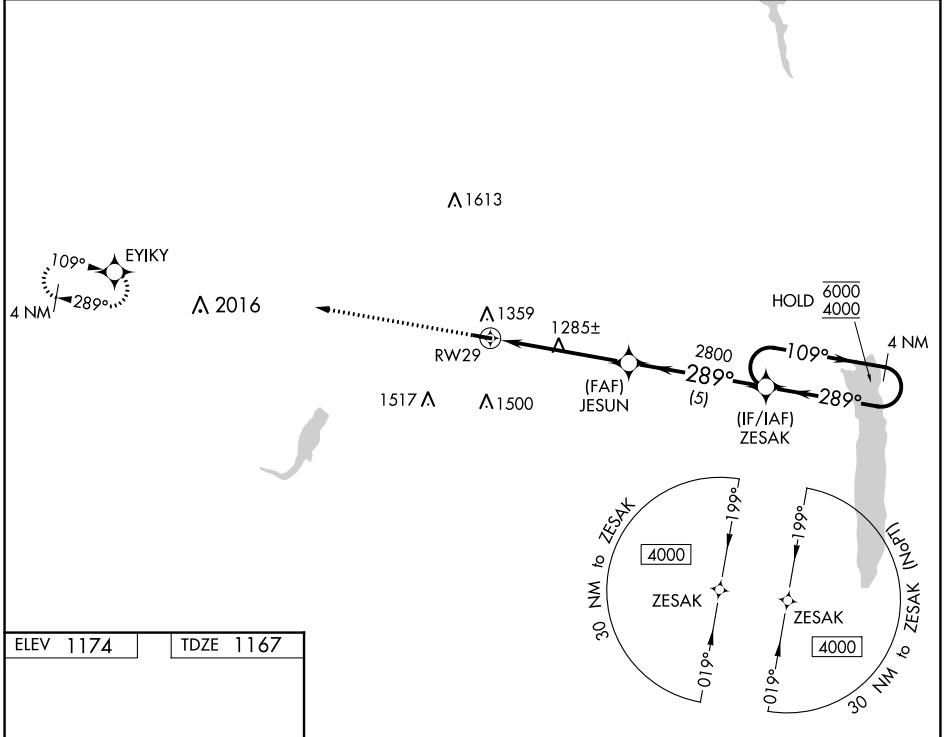 1613
109°
EYIKY
289°
4 NM
2016
1359
RW29
1285±
HOLD 6000
4000
2800
109°
4 NM
289°
(5)
289°
(FAF)
JESUN
(IF/IAF)
ZESAK
1517
1500
30 NM to ZESAK
199°
4000
ZESAK
019°
199°
ZESAK
4000
019°
30 NM to ZESAK (NoPT)
ELEV 1174
TDZE 1167